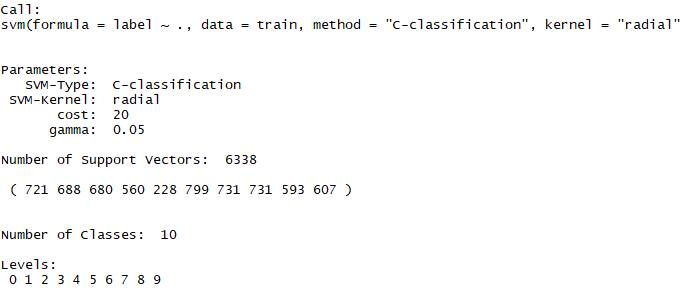 Call:
svm(formula = label ~ ., data = train, method = "C-classification", kernel = "radial"
Parameters:
SVM-Type: C-classification
SVM-Kernel: radial
cost: 20
gamma: 0.05
Number of Support Vectors: 6338
( 721 688 680 560 228 799 731 731 593 607 )
Number of Classes: 10
Levels:
0 1 2 3 4 5 6 7 8 9